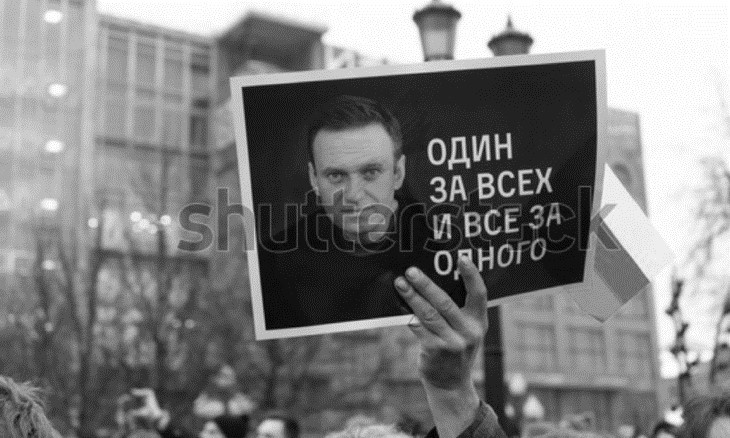 ОДИН
ЗА ВСЕХ
И ВСЕ ЗА
ОДНОГО
shutterstock